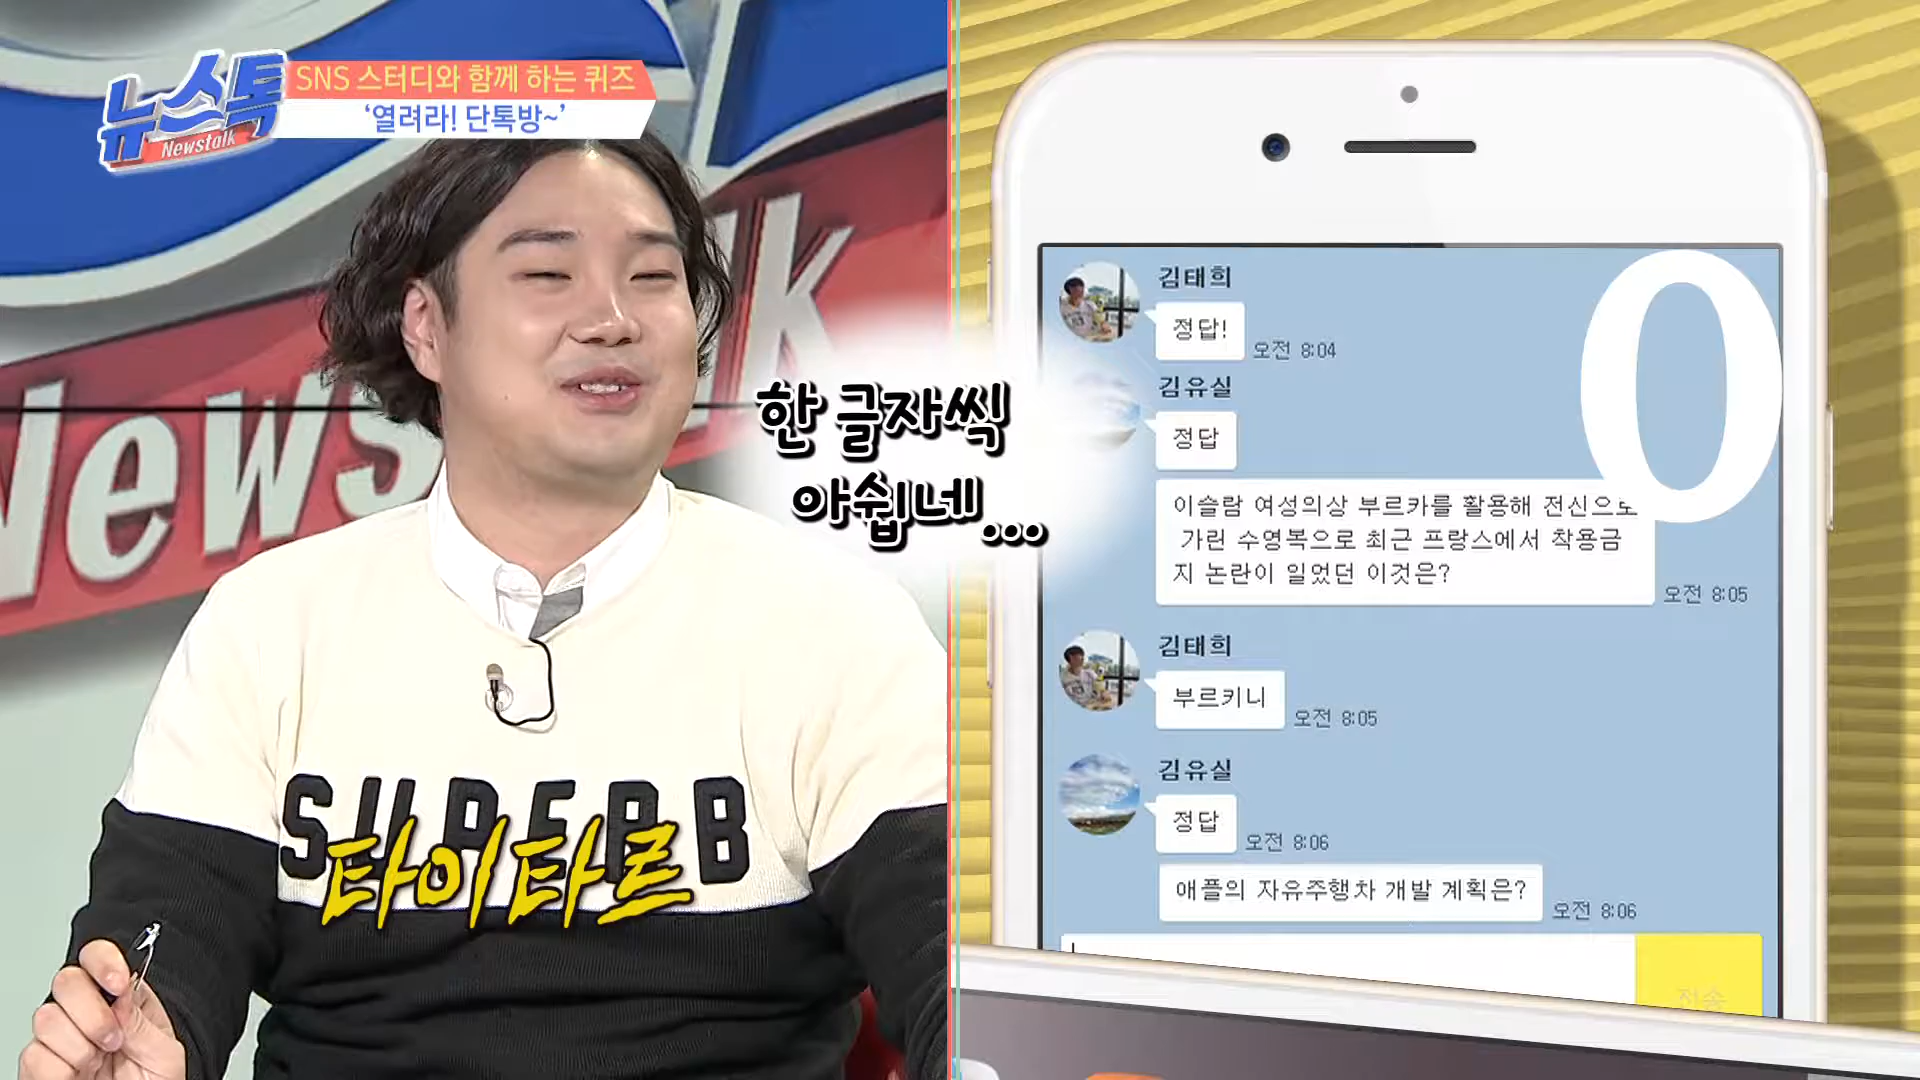 뉴스톡
Newstalk
SNS 스터디와 함께 하는 퀴즈
‘열려라! 단톡방~’
News
lk
한 글자씩
아쉽네...
SUPERB
타이타르
0
김태희
정답!
오전 8:04
김유실
정답
이슬람 여성의상 부르카를 활용해 전신으로
가린 수영복으로 최근 프랑스에서 착용금
지 논란이 일었던 이것은?
오전 8:05
김태희
부르키니
오전 8:05
김유실
정답
오전 8:06
애플의 자유주행차 개발 계획은?
오전 8:06
전송